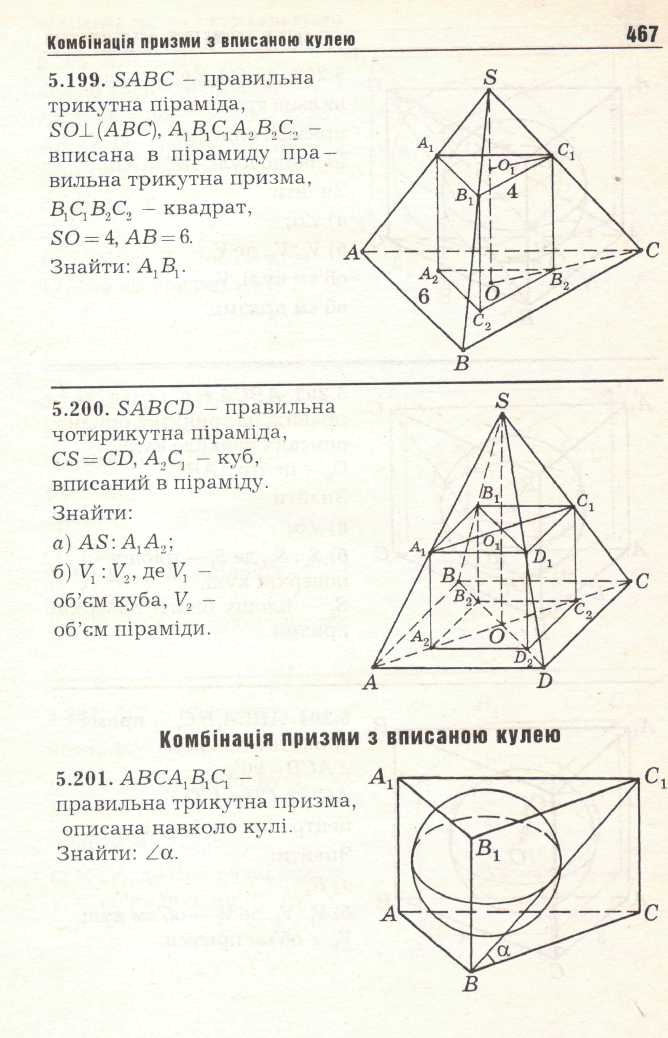 Комбінація призми з вписаною кулею
467
5.199. SABC – правильна
трикутна піраміда,
SO⊥(ABC), A₁B₁C₁A₂B₂C₂ –
вписана в пірамиду пра–
вильна трикутна призма,
B₁C₁B₂C₂ – квадрат,
SO = 4, AB = 6.
Знайти: A₁B₁.
S
A₁
C₁
O₁
B₁
4
A
C
A₂
B₂
O
6
C₂
B
5.200. SABCD – правильна
чотирикутна піраміда,
CS = CD, A₂C₁ – куб,
вписаний в піраміду.
Знайти:
а) AS : A₁A₂;
б) V₁ : V₂, де V₁ –
об'єм куба, V₂ –
об'єм піраміди.
S
B₁
C₁
O₁
A₁
D₁
B
C
B₂
C₂
O
A₂
D₂
A
D
Комбінація призми з вписаною кулею
5.201. ABCA₁B₁C₁ –
правильна трикутна призма,
описана навколо кулі.
Знайти: ∠α.
A₁
C₁
B₁
A
C
α
B